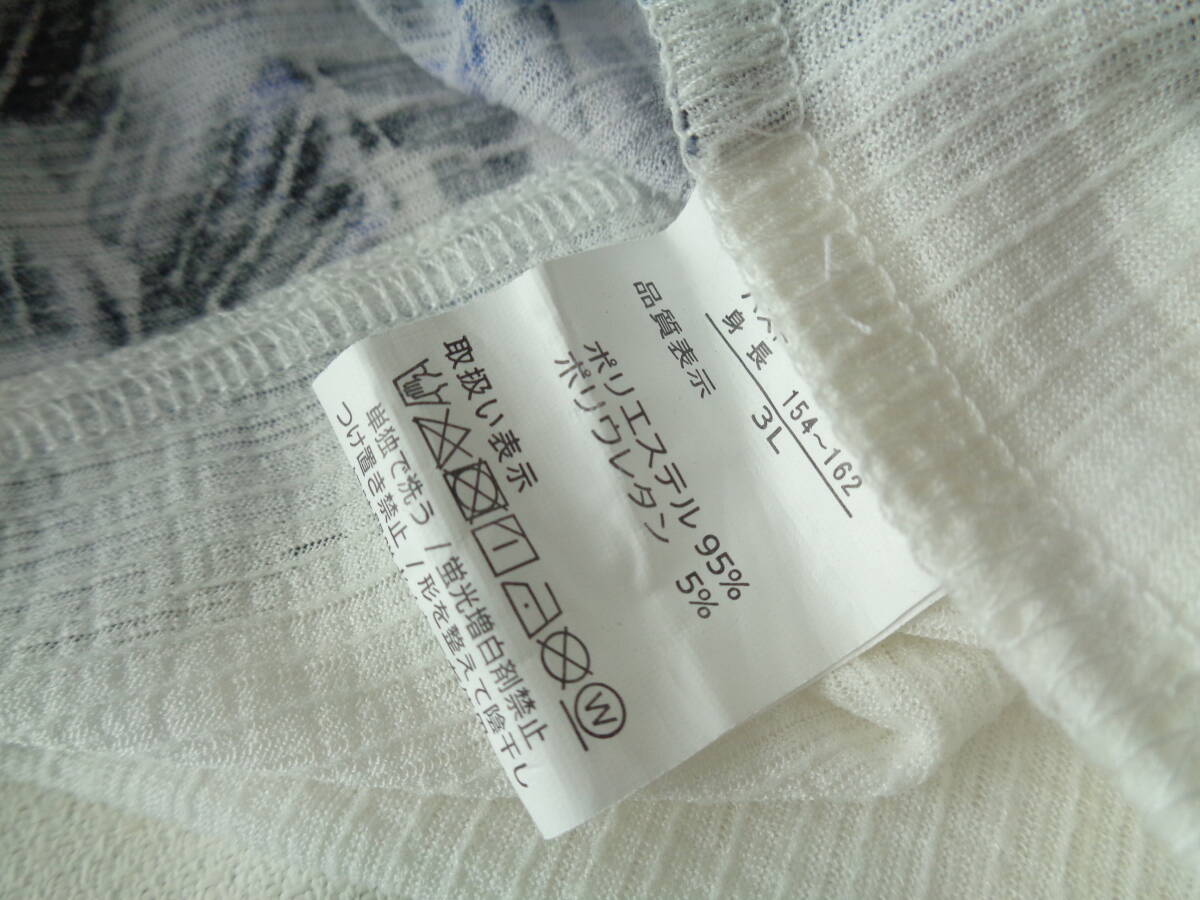 身長 154~162
3L
品質表示
ポリエステル 95%
ポリウレタン 5%
取扱い表示
W
単独で洗う / 蛍光増白剤禁止
つけ置き禁止 / 形を整えて陰干し